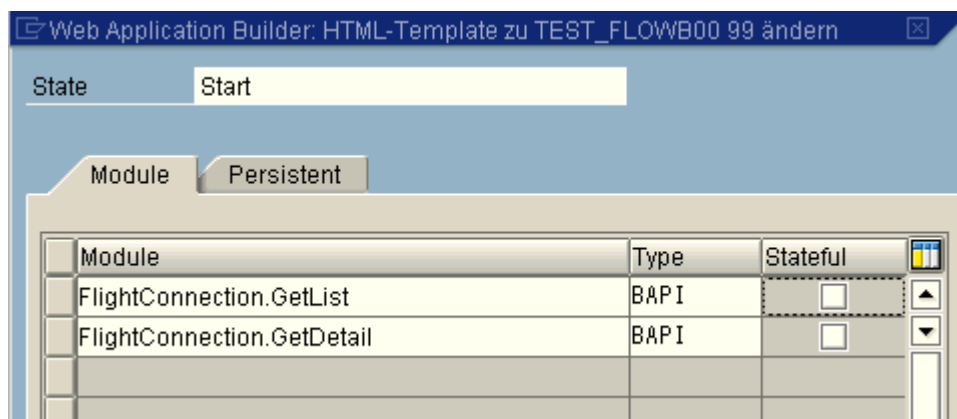 Web Application Builder: HTML-Template zu TEST_FLOWB00 99 ändern
State Start
Module Persistent
Module Type Stateful
FlightConnection.GetList BAPI
FlightConnection.GetDetail BAPI